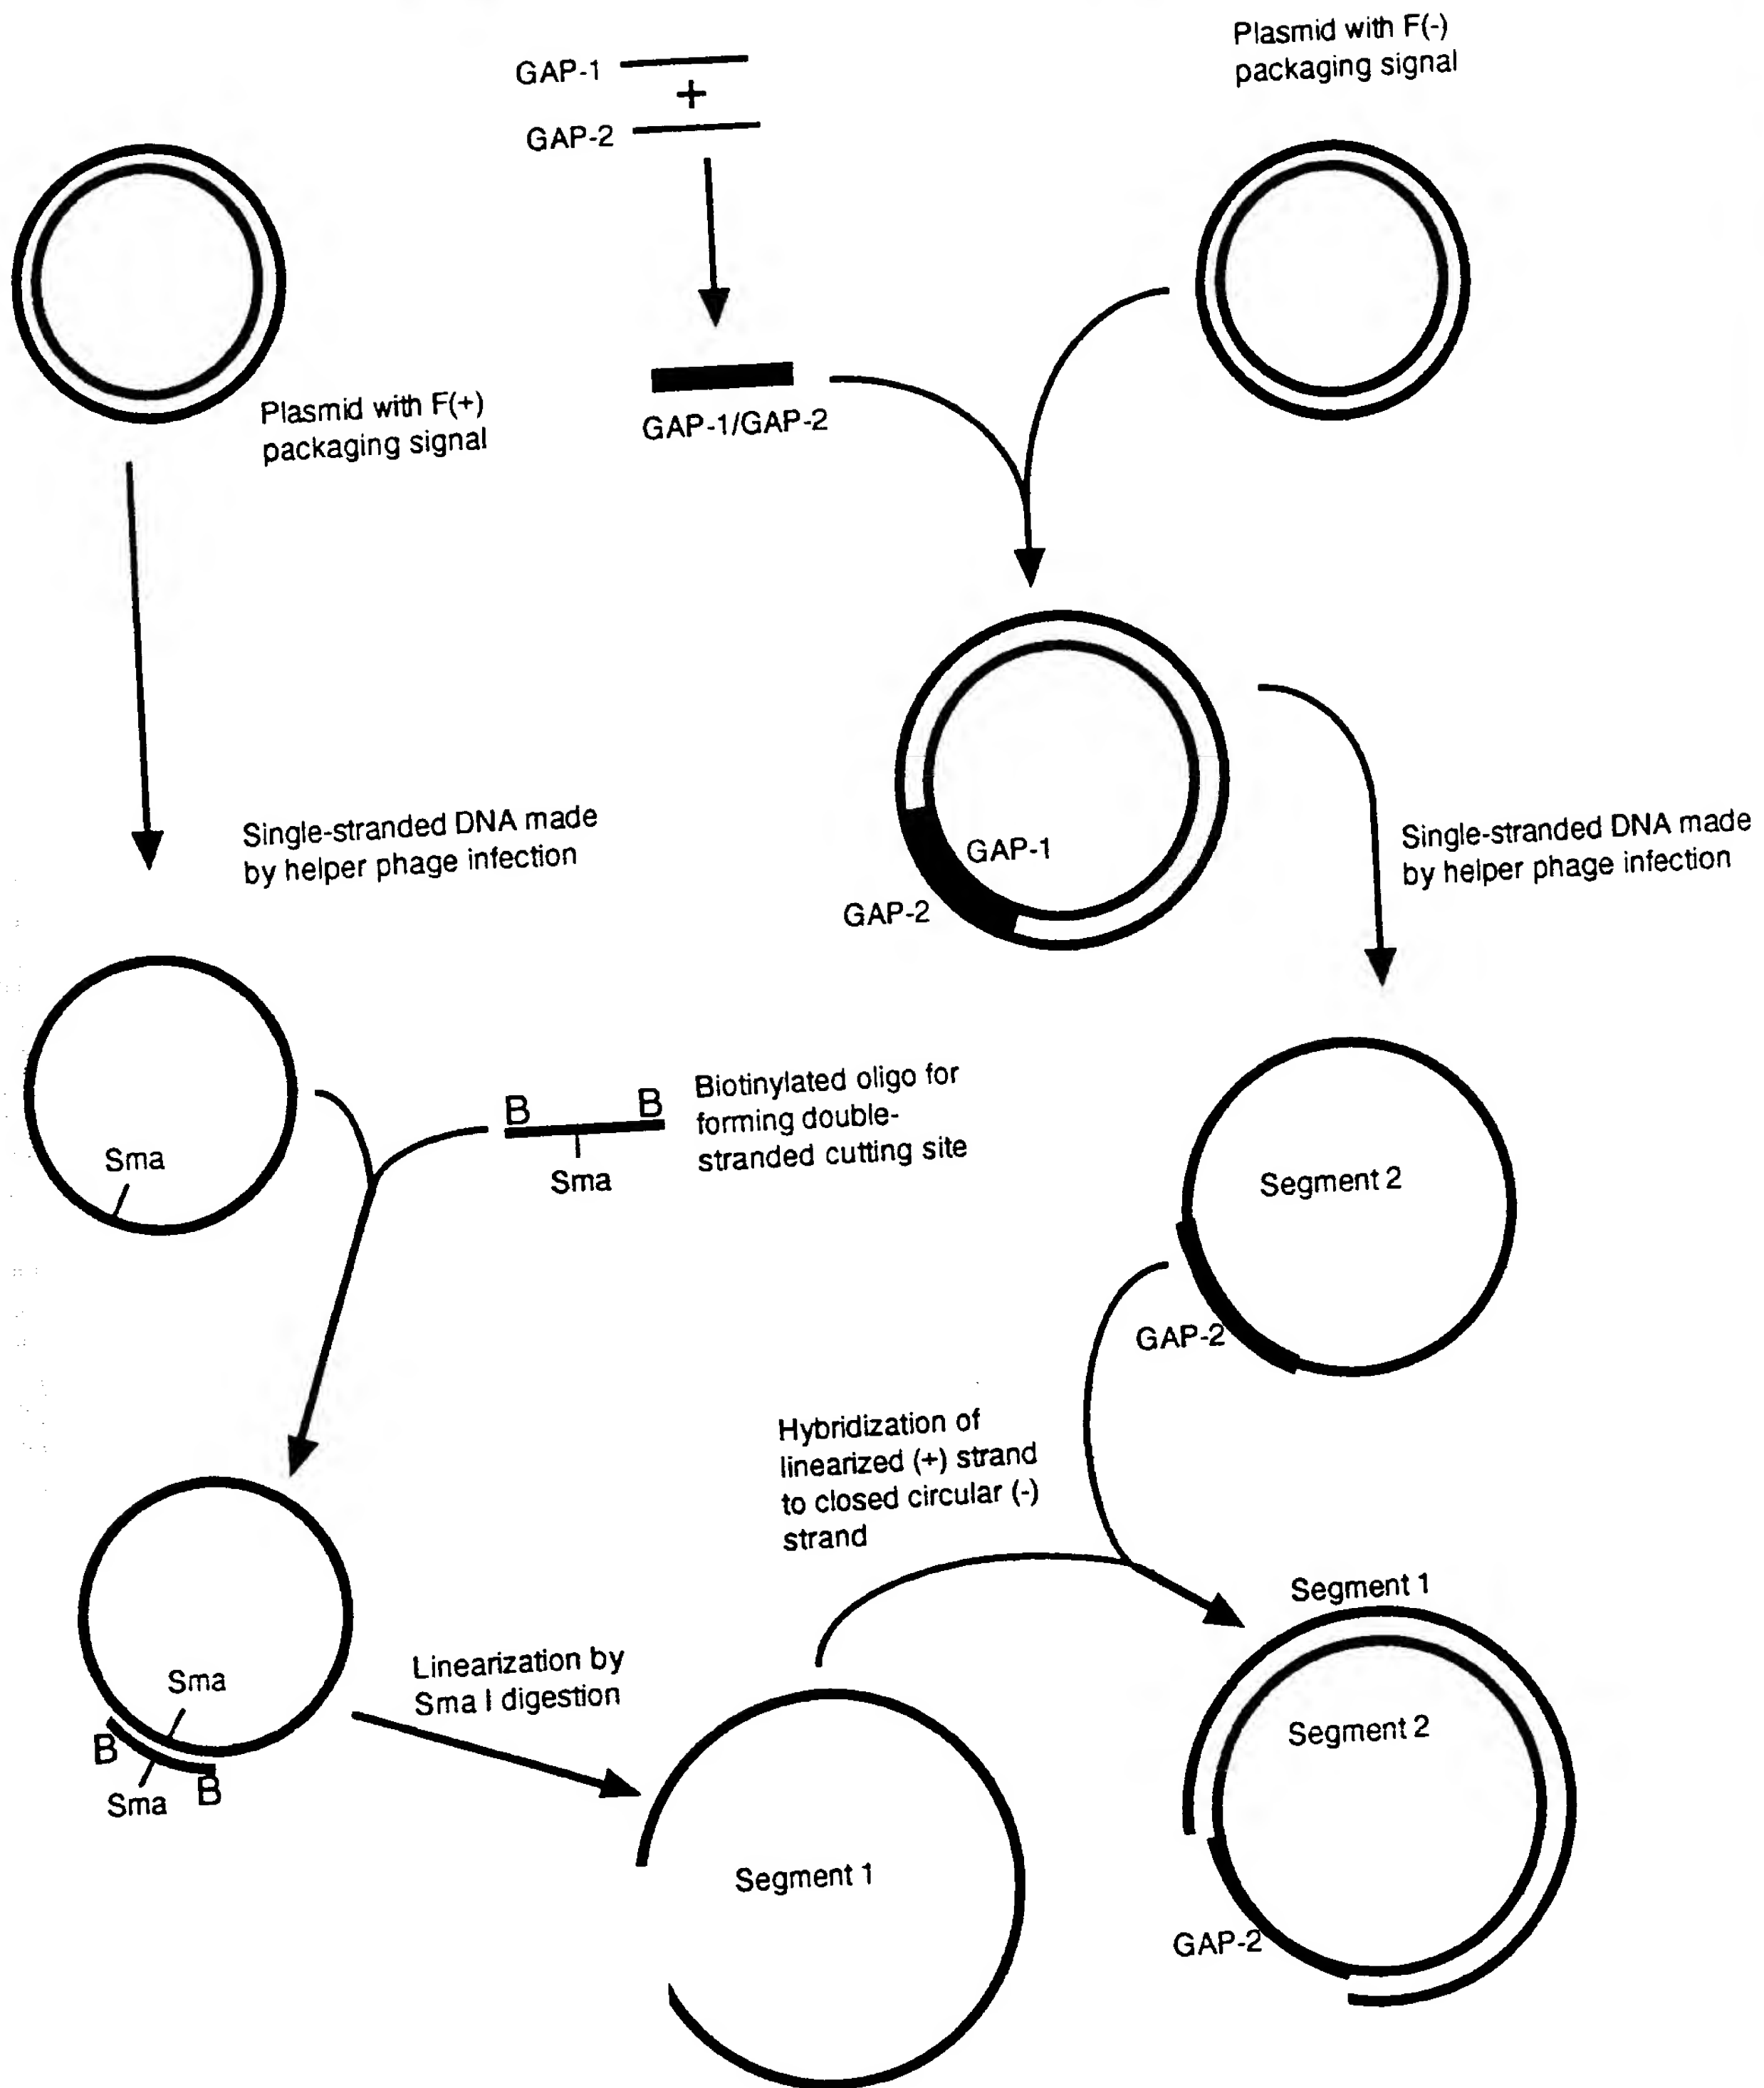 Plasmid with F(-)
packaging signal
GAP-1
+
GAP-2
Plasmid with F(+)
packaging signal
GAP-1/GAP-2
GAP-1
GAP-2
Single-stranded DNA made
by helper phage infection
Single-stranded DNA made
by helper phage infection
Sma
B
B
Sma
Biotinylated oligo for
forming double-
stranded cutting site
Segment 2
GAP-2
Hybridization of
linearized (+) strand
to closed circular (-)
strand
Sma
B
Sma
B
Linearization by
Sma I digestion
Segment 1
Segment 1
Segment 2
GAP-2